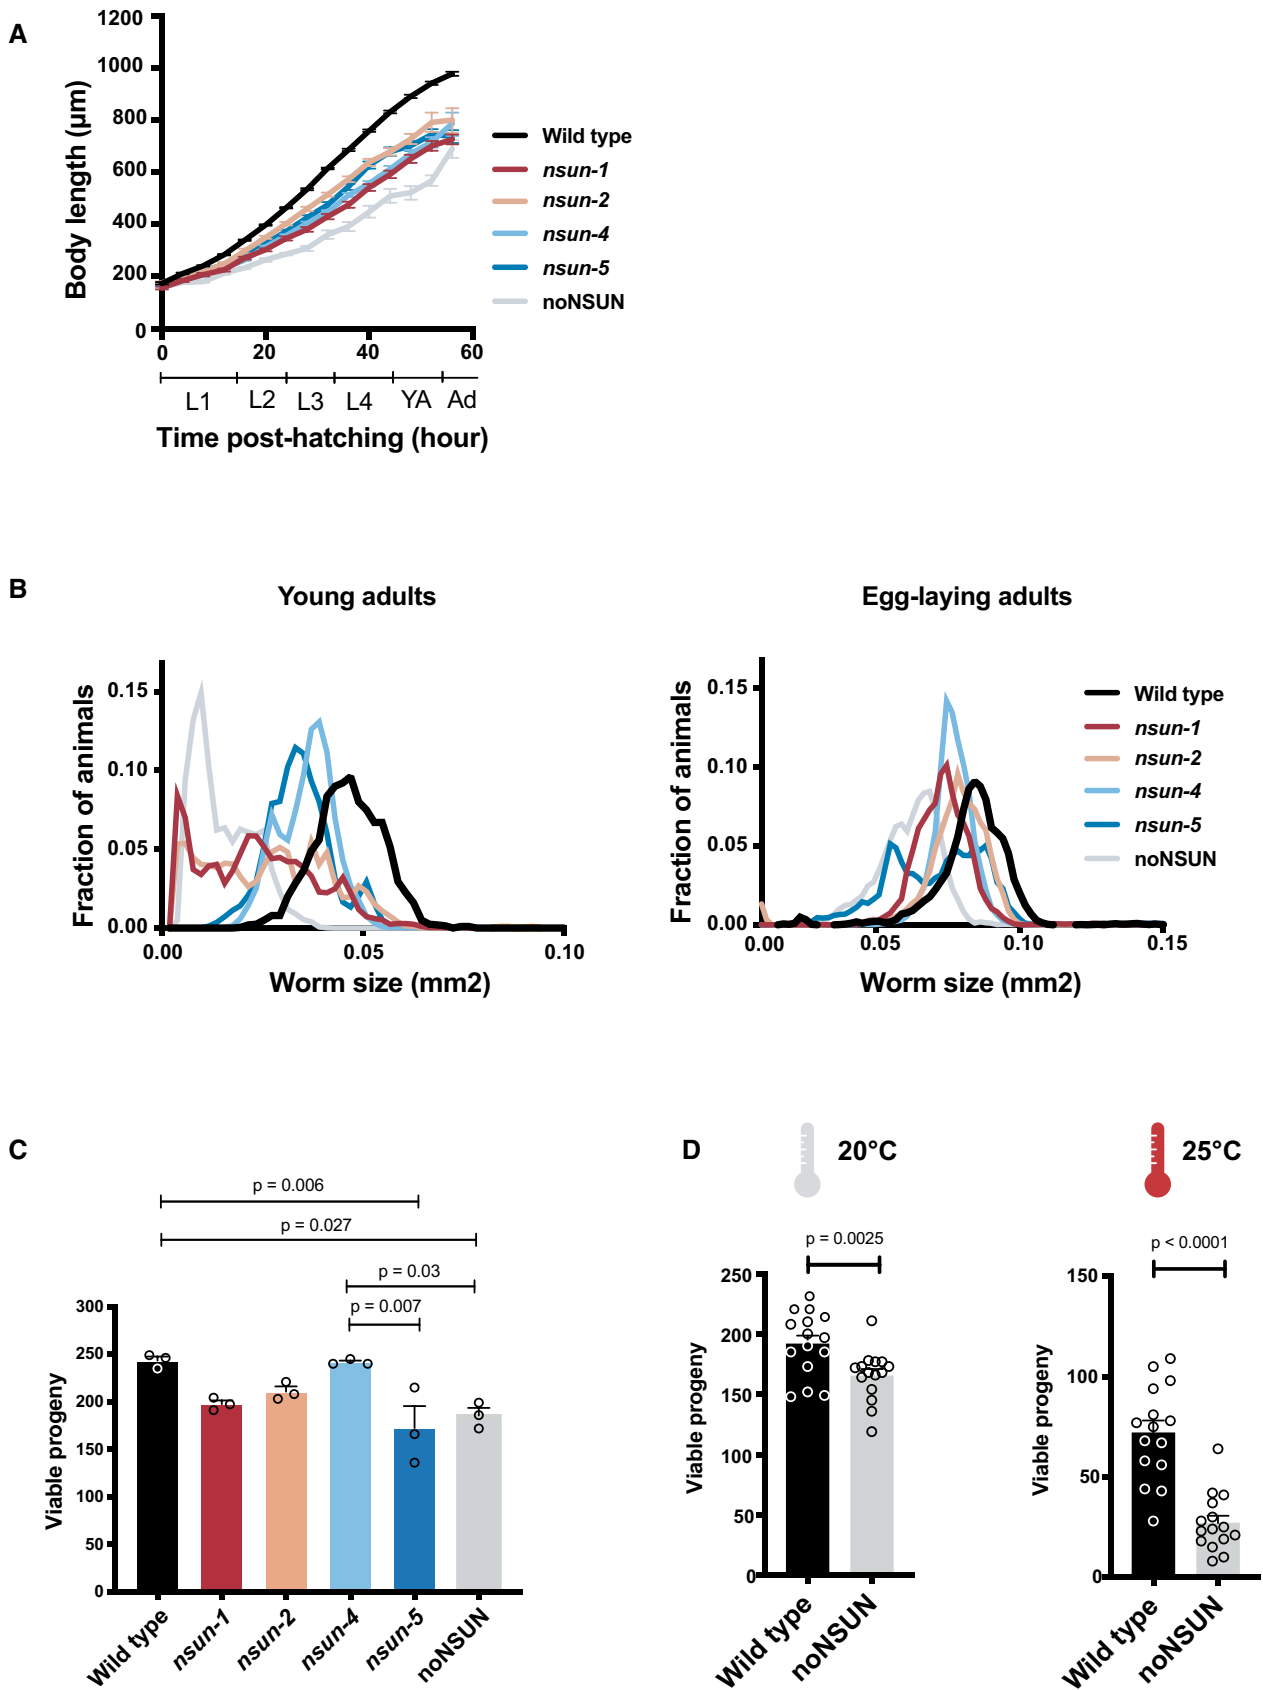 A
1200
1000
800
600
400
200
0
Body length (µm)
0 20 40 60
L1 L2 L3 L4 YA Ad
Time post-hatching (hour)
Wild type
nsun-1
nsun-2
nsun-4
nsun-5
noNSUN
B
Young adults
0.15
0.10
0.05
0.00
Fraction of animals
0.00 0.05 0.10
Worm size (mm2)
Egg-laying adults
0.15
0.10
0.05
0.00
Fraction of animals
0.00 0.05 0.10 0.15
Worm size (mm2)
Wild type
nsun-1
nsun-2
nsun-4
nsun-5
noNSUN
C
p = 0.006
p = 0.027
p = 0.03
p = 0.007
300
250
200
150
100
50
0
Viable progeny
Wild type
nsun-1
nsun-2
nsun-4
nsun-5
noNSUN
D
20°C
p = 0.0025
250
200
150
100
50
0
Viable progeny
Wild type
noNSUN
25°C
p < 0.0001
150
100
50
0
Viable progeny
Wild type
noNSUN